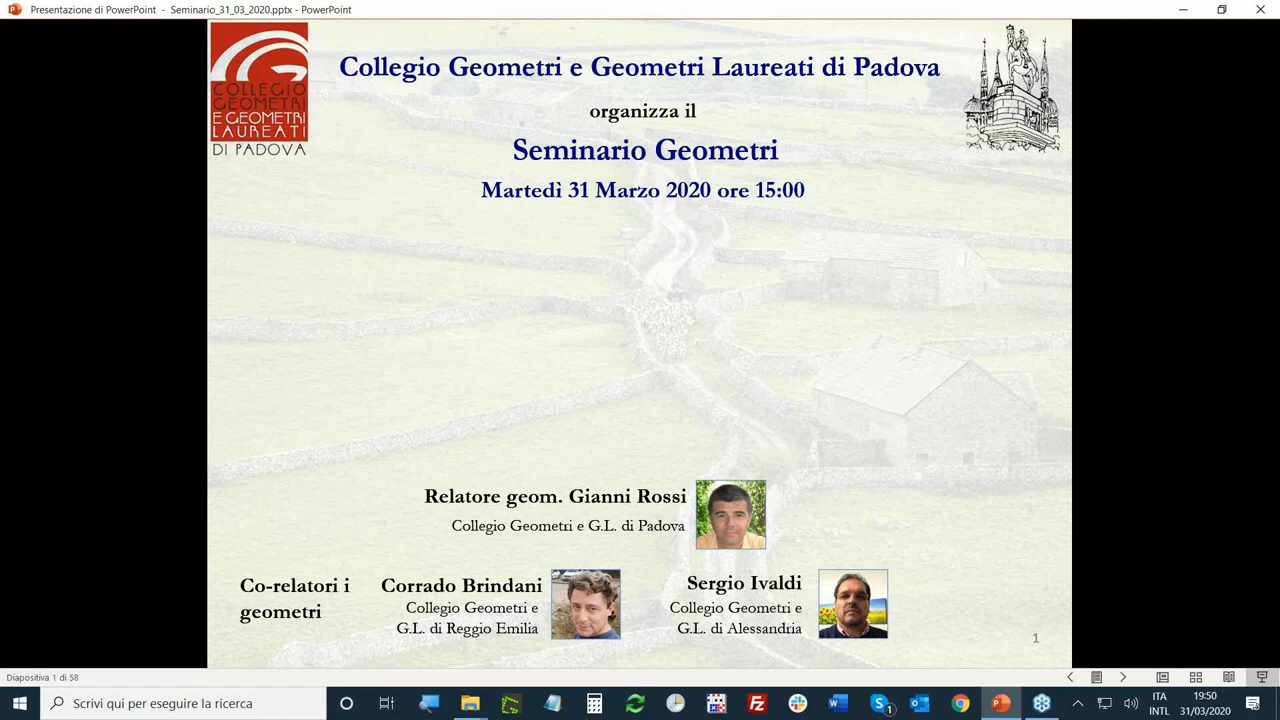 Presentazione di PowerPoint - Seminario_31_03_2020.pptx - PowerPoint
COLLEGIO
GEOMETRI
E GEOMETRI
LAUREATI
DI PADOVA
Collegio Geometri e Geometri Laureati di Padova
organizza il
Seminario Geometri
Martedì 31 Marzo 2020 ore 15:00
Relatore geom. Gianni Rossi
Collegio Geometri e G.L. di Padova
Co-relatori i
geometri
Corrado Brindani
Collegio Geometri e
G.L. di Reggio Emilia
Sergio Ivaldi
Collegio Geometri e
G.L. di Alessandria
1
Diapositiva 1 di 58
Scrivi qui per eseguire la ricerca
1
ITA
INTL
19:50
31/03/2020